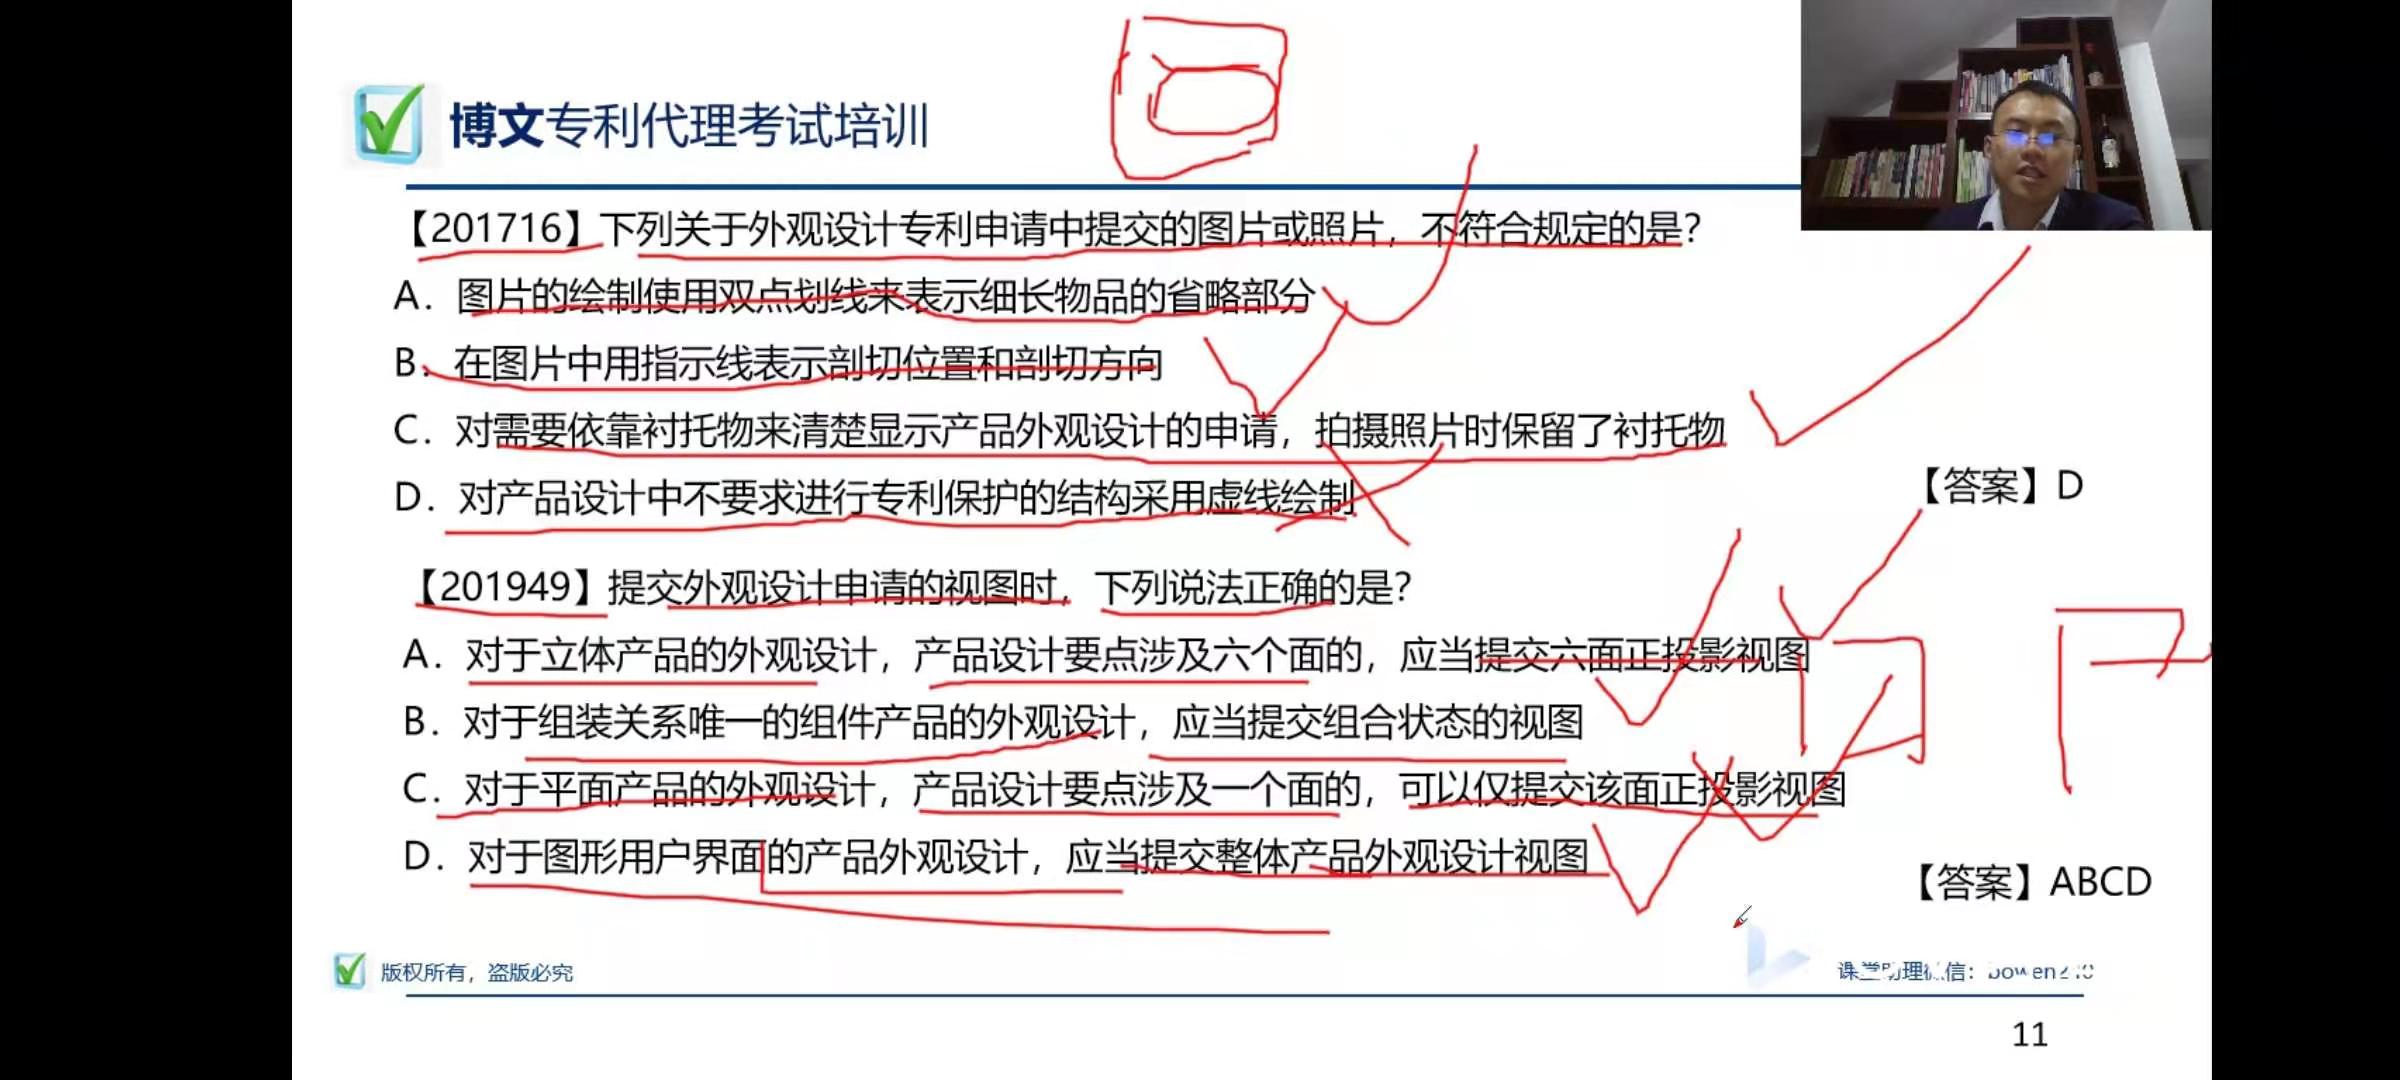 博文专利代理考试培训
【201716】下列关于外观设计专利申请中提交的图片或照片，不符合规定的是？
A．图片的绘制使用双点划线来表示细长物品的省略部分
B．在图片中用指示线表示剖切位置和剖切方向
C．对需要依靠衬托物来清楚显示产品外观设计的申请，拍摄照片时保留了衬托物
D．对产品设计中不要求进行专利保护的结构采用虚线绘制
【答案】D
【201949】提交外观设计申请的视图时，下列说法正确的是？
A．对于立体产品的外观设计，产品设计要点涉及六个面的，应当提交六面正投影视图
B．对于组装关系唯一的组件产品的外观设计，应当提交组合状态的视图
C．对于平面产品的外观设计，产品设计要点涉及一个面的，可以仅提交该面正投影视图
D．对于图形用户界面的产品外观设计，应当提交整体产品外观设计视图
【答案】ABCD
版权所有，盗版必究
课堂助理微信：
11